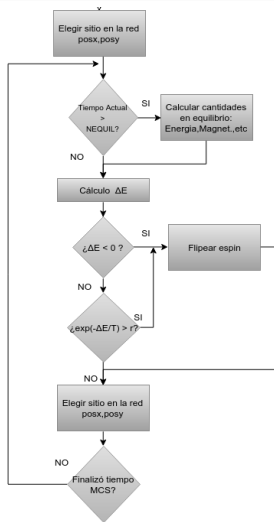 Elegir sitio en la red
posx,posy
Tiempo Actual
>
NEQUIL?
SI
Calcular cantidades
en equilibrio:
Energia,Magnet.,etc
NO
Cálculo ΔE
¿ΔE < 0 ?
SI
Flipear espín
NO
¿exp(-ΔE/T) > r?
SI
NO
Elegir sitio en la red
posx,posy
NO
Finalizó tiempo
MCS?